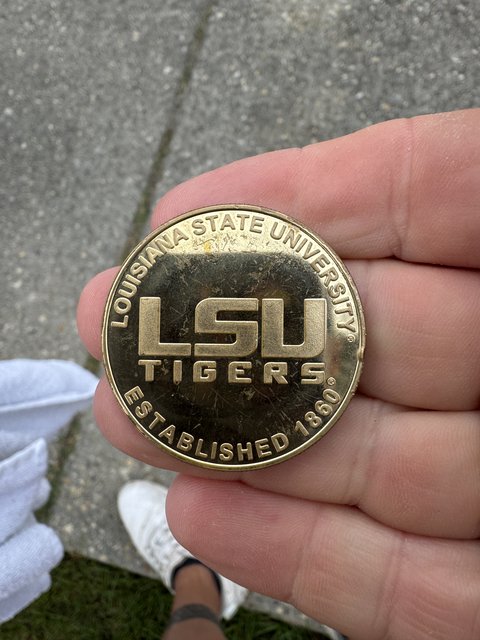 LOUISIANA STATE UNIVERSITY®
LSU
TIGERS
ESTABLISHED 1860®